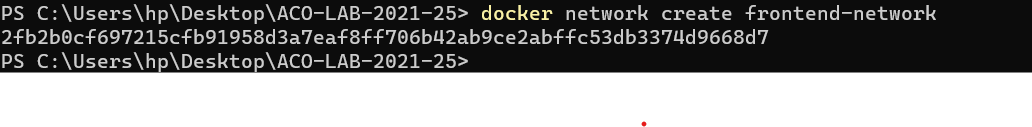 PS C:\Users\hp\Desktop\ACO-LAB-2021-25> docker network create frontend-network
2fb2b0cf697215cfb91958d3a7eaf8ff706b42ab9ce2abffc53db3374d9668d7
PS C:\Users\hp\Desktop\ACO-LAB-2021-25>